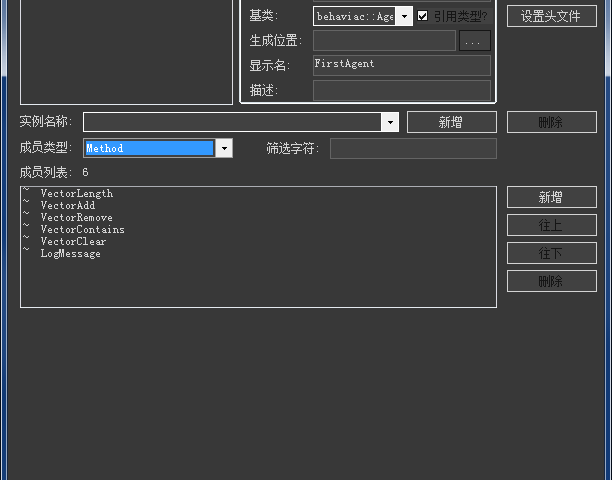 基类: behaviac::Age 引用类型? 设置头文件
生成位置: ...
显示名: FirstAgent
描述:
实例名称: 新增 删除
成员类型: Method 筛选字符:
成员列表: 6
~ VectorLength 新增
~ VectorAdd
~ VectorRemove 往上
~ VectorContains
~ VectorClear 往下
~ LogMessage
删除